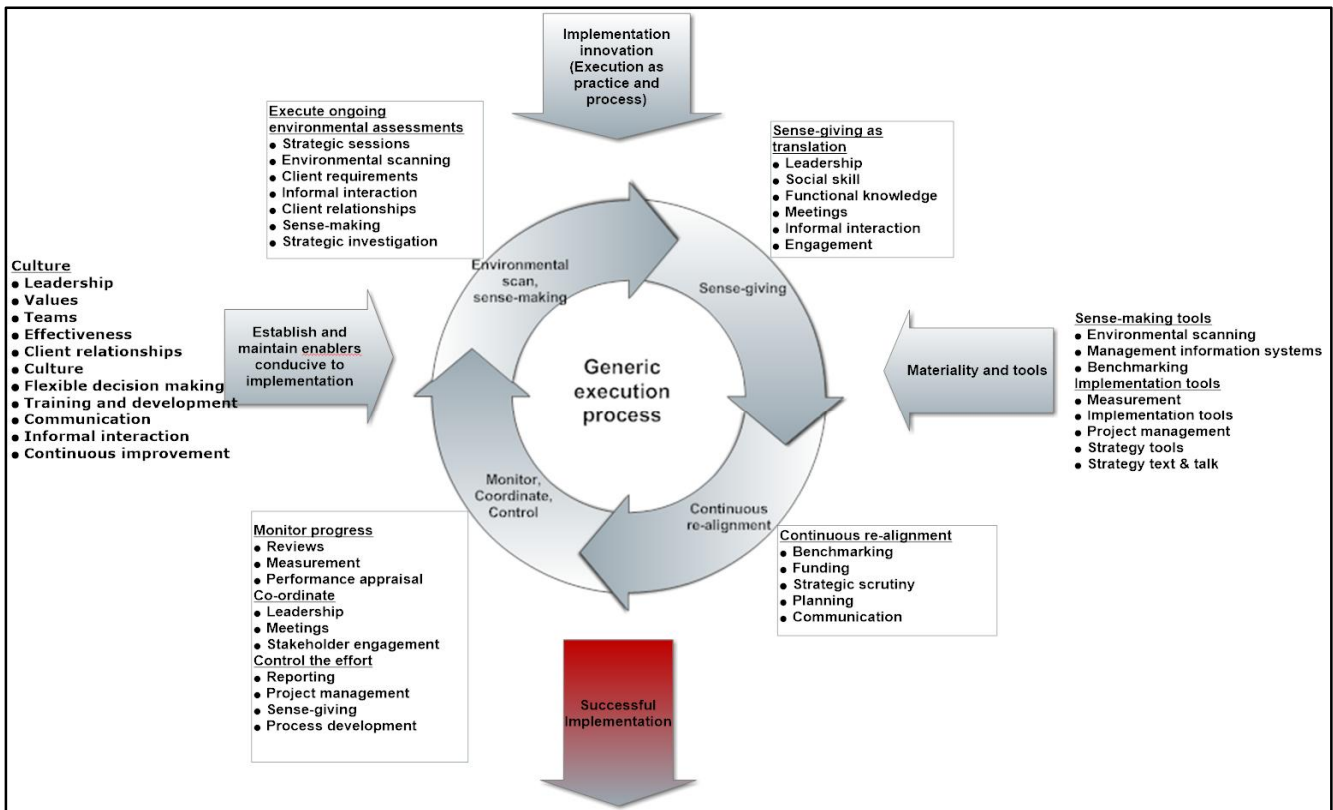 Implementation
innovation
(Execution as
practice and
process)
Execute ongoing
environmental assessments
● Strategic sessions
● Environmental scanning
● Client requirements
● Informal interaction
● Client relationships
● Sense-making
● Strategic investigation
Sense-giving as
translation
● Leadership
● Social skill
● Functional knowledge
● Meetings
● Informal interaction
● Engagement
Culture
● Leadership
● Values
● Teams
● Effectiveness
● Client relationships
● Culture
● Flexible decision making
● Training and development
● Communication
● Informal interaction
● Continuous improvement
Establish and
maintain enablers
conducive to
implementation
Environmental
scan,
sense-making
Sense-giving
Generic
execution
process
Monitor,
Coordinate,
Control
Continuous
re-alignment
Materiality and tools
Sense-making tools
● Environmental scanning
● Management information systems
● Benchmarking
Implementation tools
● Measurement
● Implementation tools
● Project management
● Strategy tools
● Strategy text & talk
Monitor progress
● Reviews
● Measurement
● Performance appraisal
Co-ordinate
● Leadership
● Meetings
● Stakeholder engagement
Control the effort
● Reporting
● Project management
● Sense-giving
● Process development
Continuous re-alignment
● Benchmarking
● Funding
● Strategic scrutiny
● Planning
● Communication
Successful
Implementation